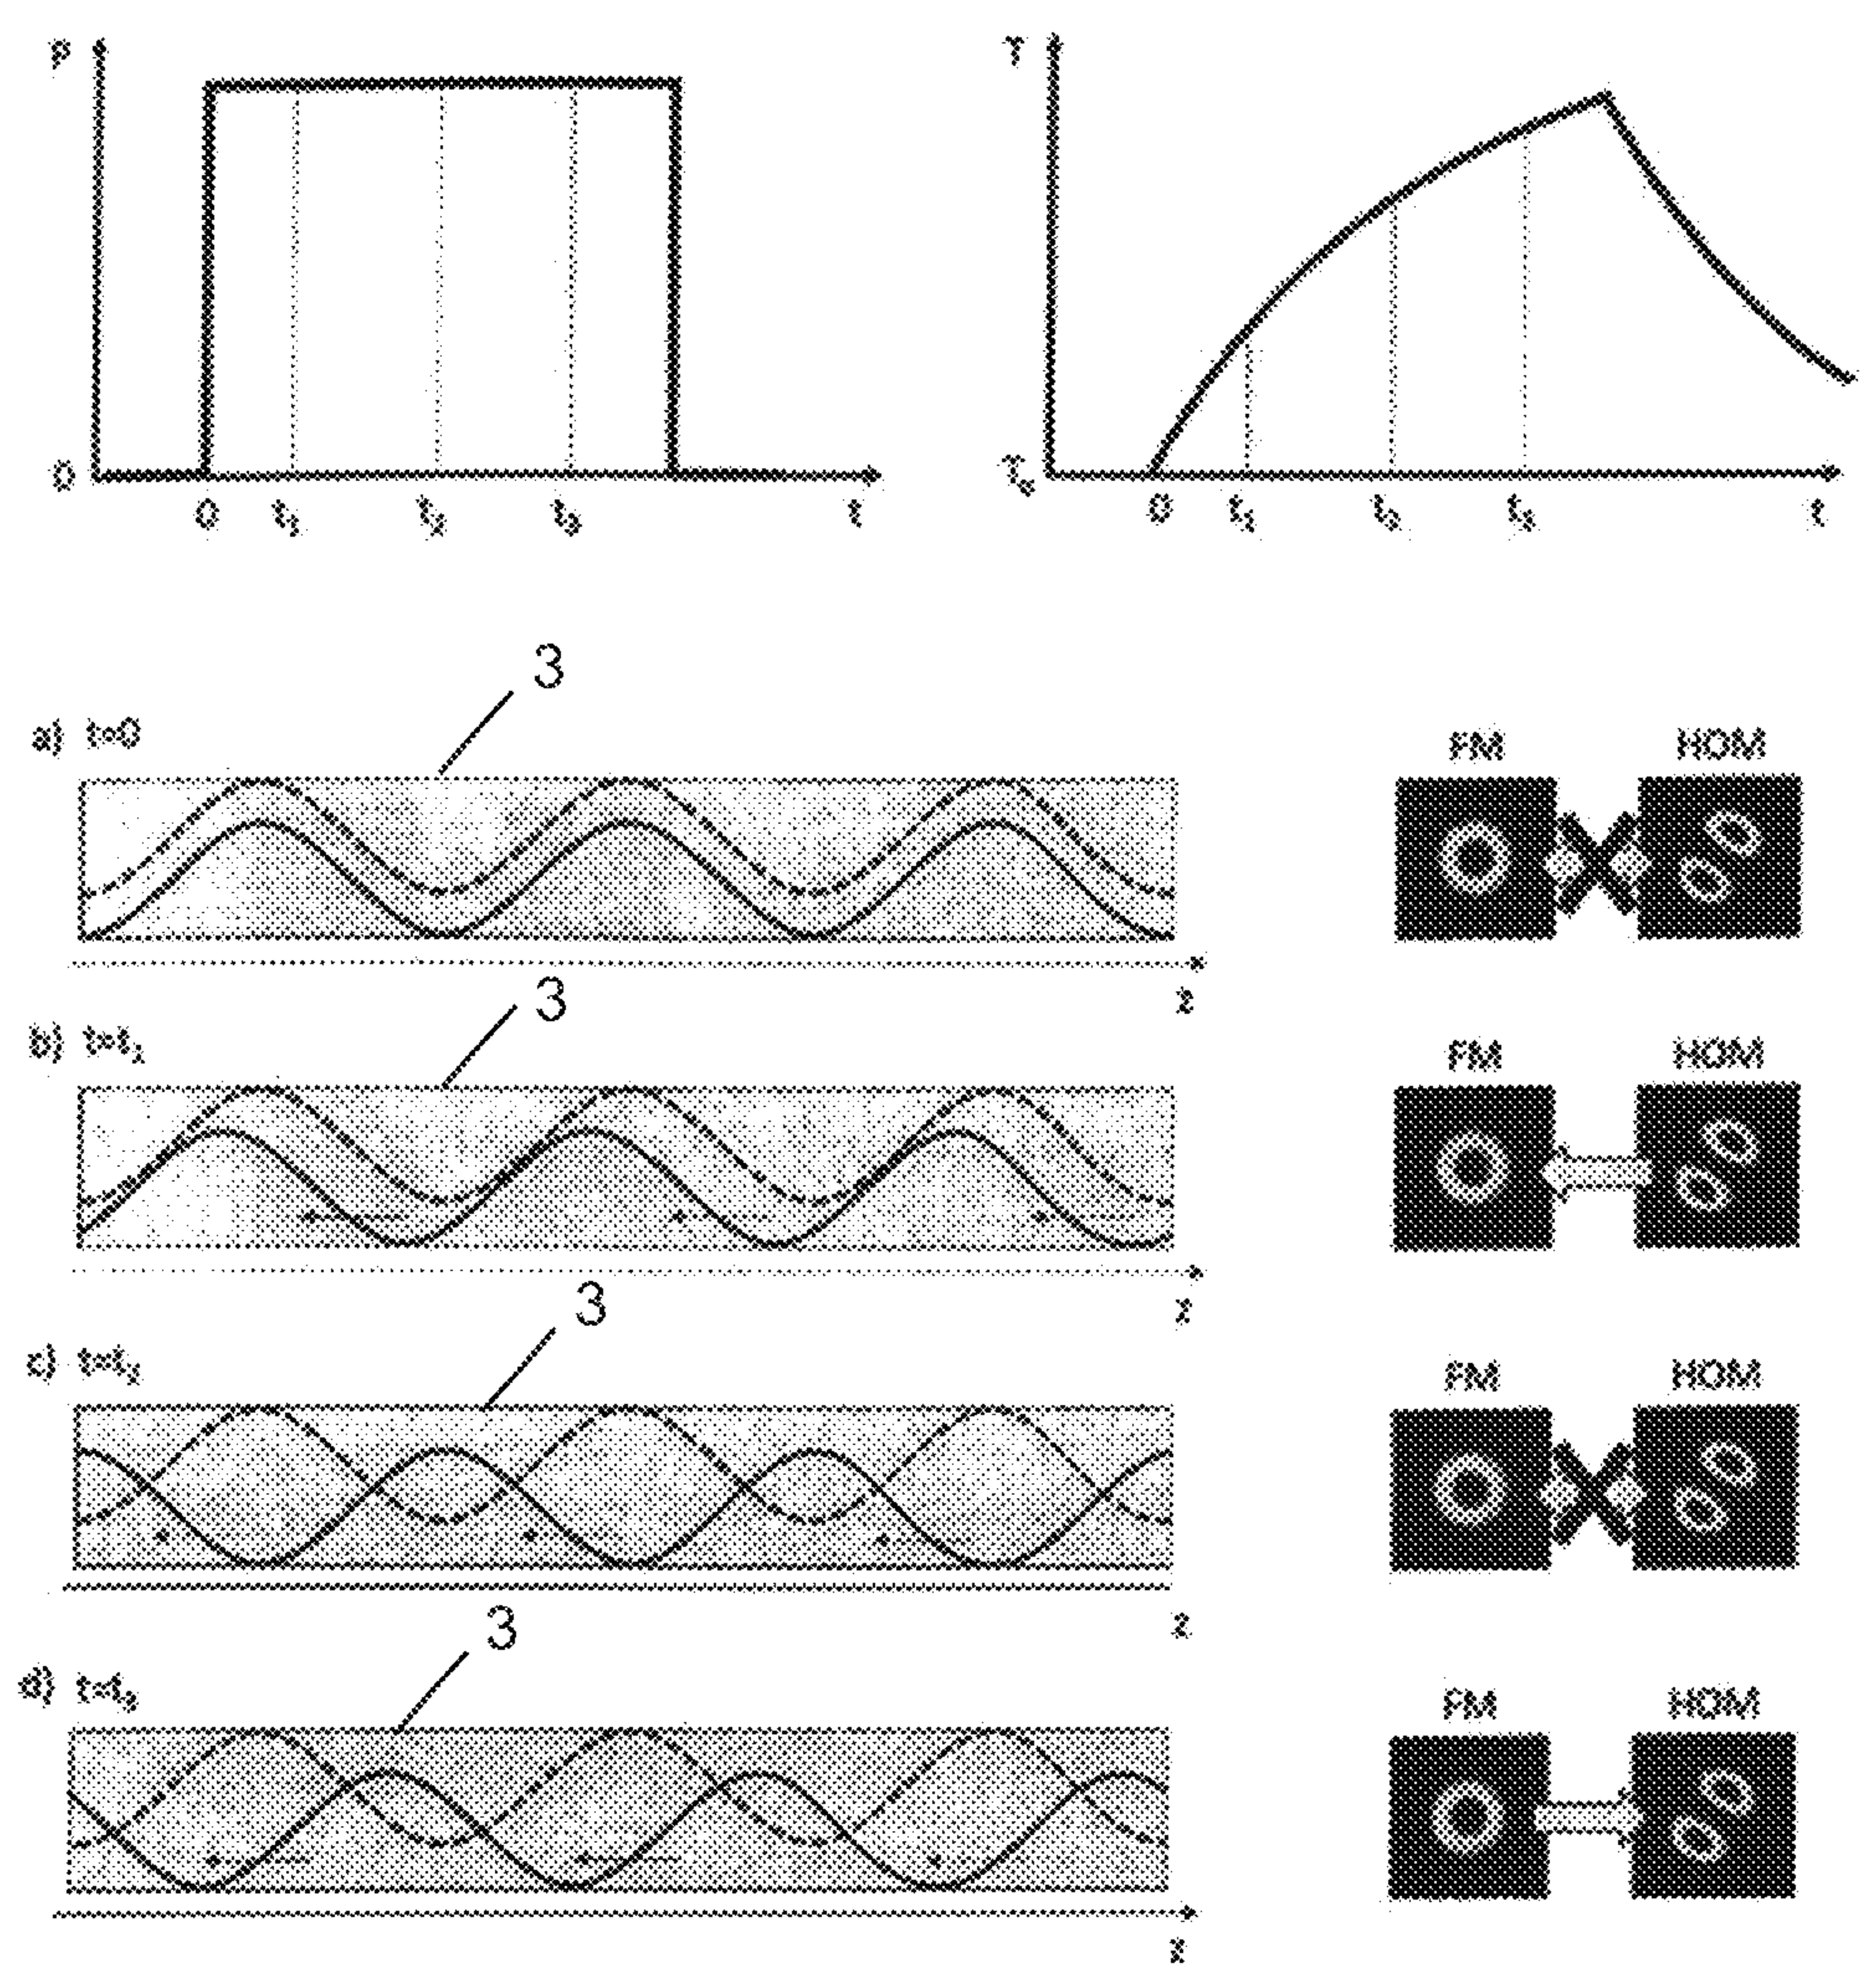 P
T
0
0 t₁ t₂ t₃ t
T₀
0 t₁ t₂ t₃ t
3
a) t=0
FM HOM
z
3
b) t=t₁
FM HOM
z
3
c) t=t₂
FM HOM
z
3
d) t=t₃
FM HOM
z